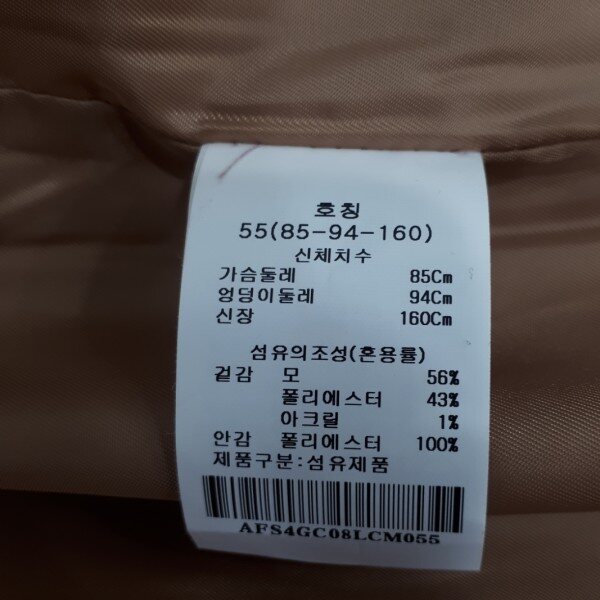 호칭
55(85-94-160)
신체치수
가슴둘레 85Cm
엉덩이둘레 94Cm
신장 160Cm
섬유의조성(혼용률)
겉감 모 56%
폴리에스터 43%
아크릴 1%
안감 폴리에스터 100%
제품구분:섬유제품
AFS4GC08LCM055